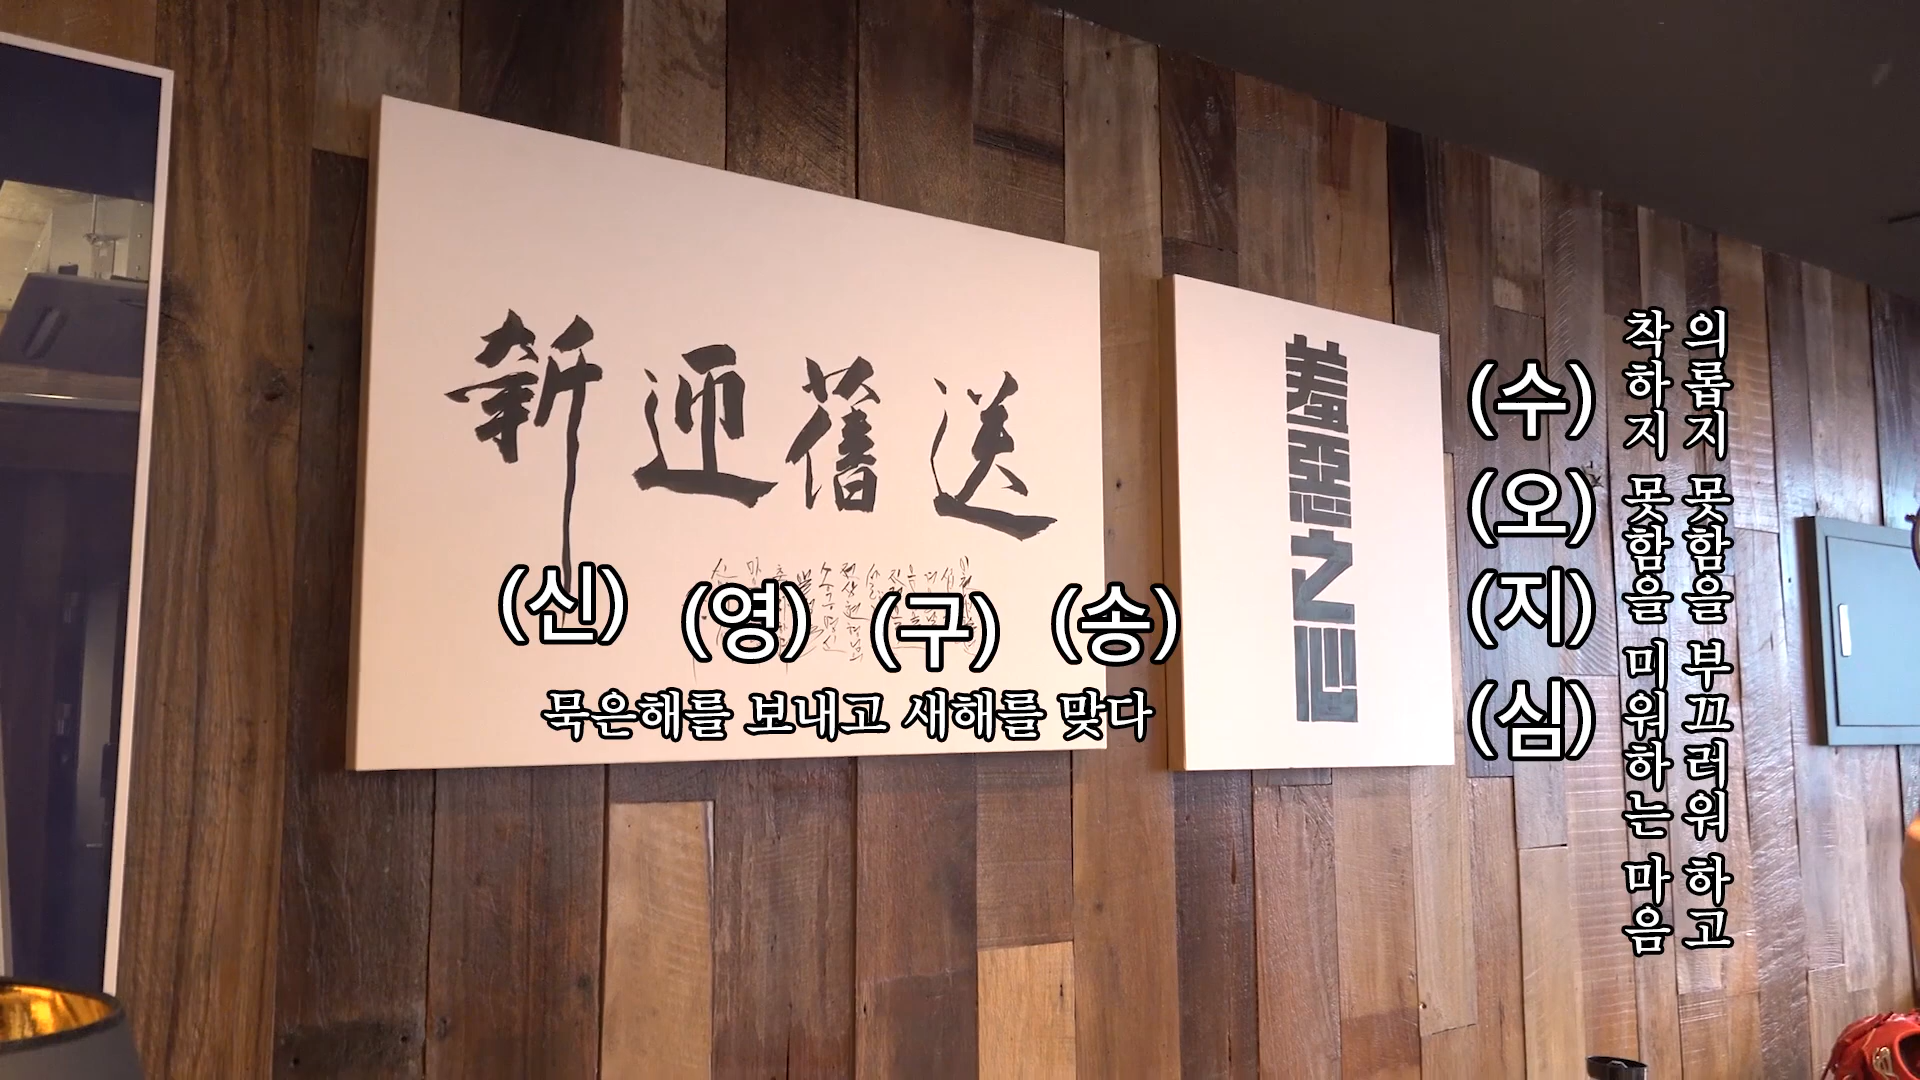 新迎舊送
(신) (영) (구) (송)
묵은해를 보내고 새해를 맞다
羞惡之心
(수)
(오)
(지)
(심)
의롭지 못함을 부끄러워 하고
착하지 못함을 미워하는 마음